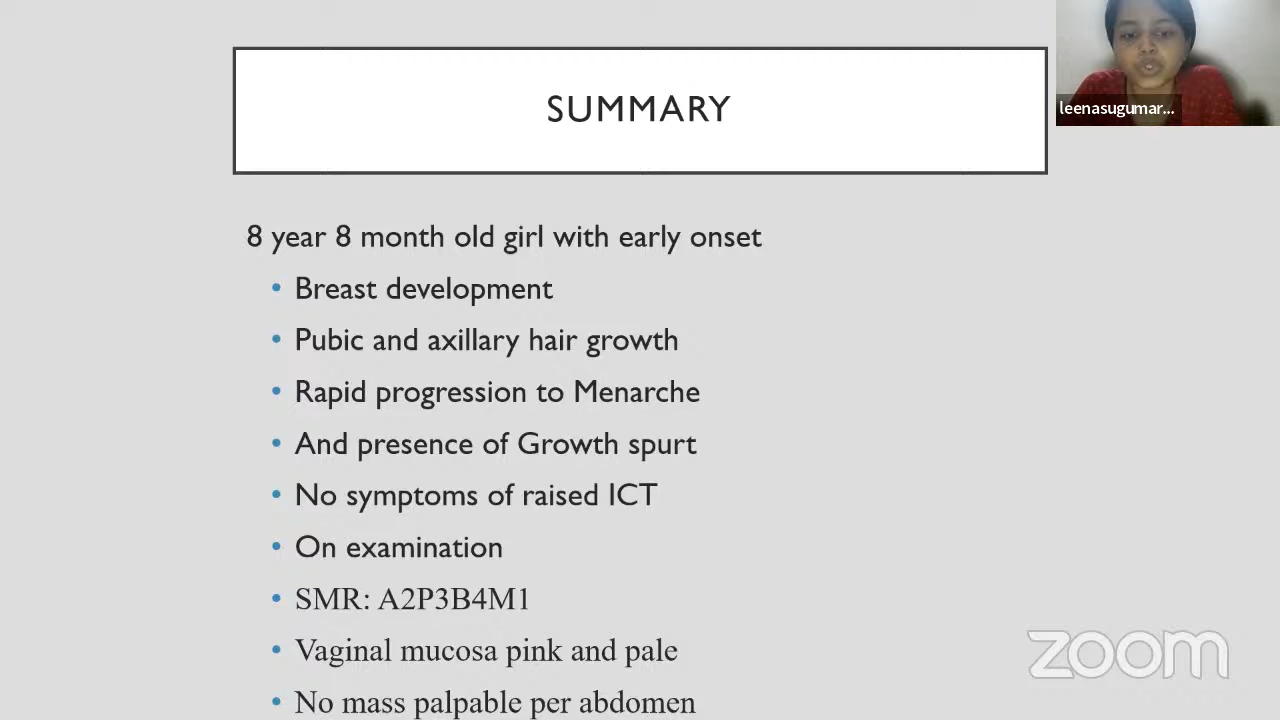 SUMMARY
leenasugumar...
8 year 8 month old girl with early onset
• Breast development
• Pubic and axillary hair growth
• Rapid progression to Menarche
• And presence of Growth spurt
• No symptoms of raised ICT
• On examination
• SMR: A2P3B4M1
• Vaginal mucosa pink and pale
• No mass palpable per abdomen
zoom